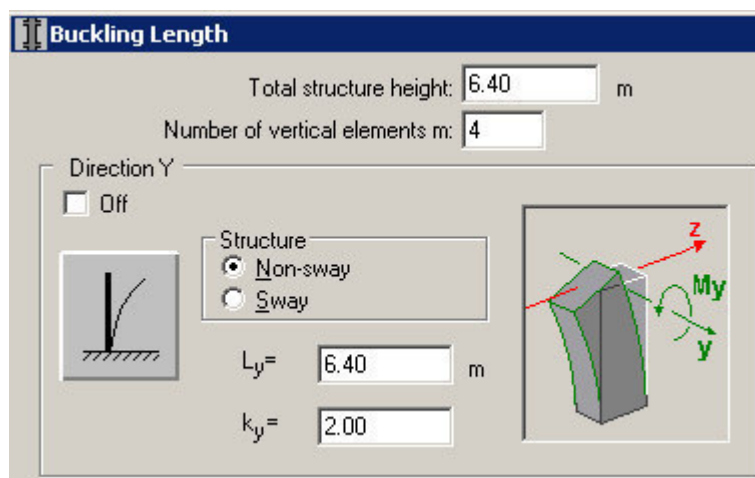 Buckling Length
Total structure height: 6.40 m
Number of vertical elements m: 4
Direction Y
Off
Structure
Non-sway
Sway
Ly= 6.40 m
ky= 2.00
z
My
y